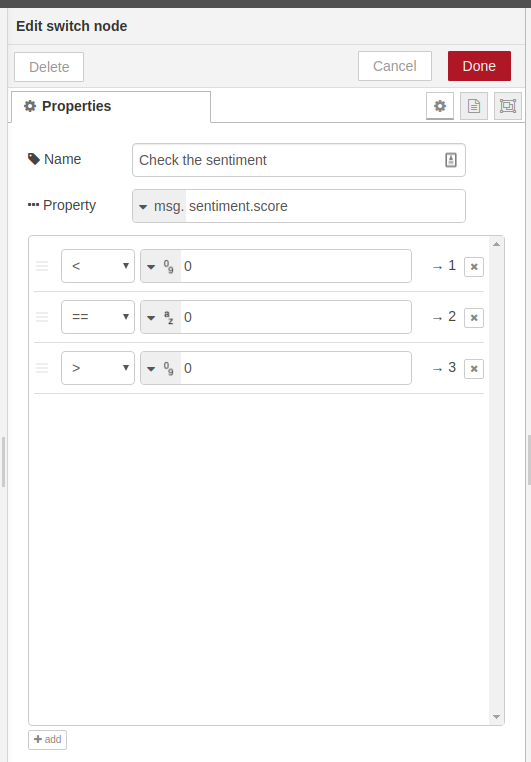 Edit switch node
Delete Cancel Done
Properties
Name Check the sentiment
Property msg. sentiment.score
< 0 → 1
== 0 → 2
> 0 → 3
add